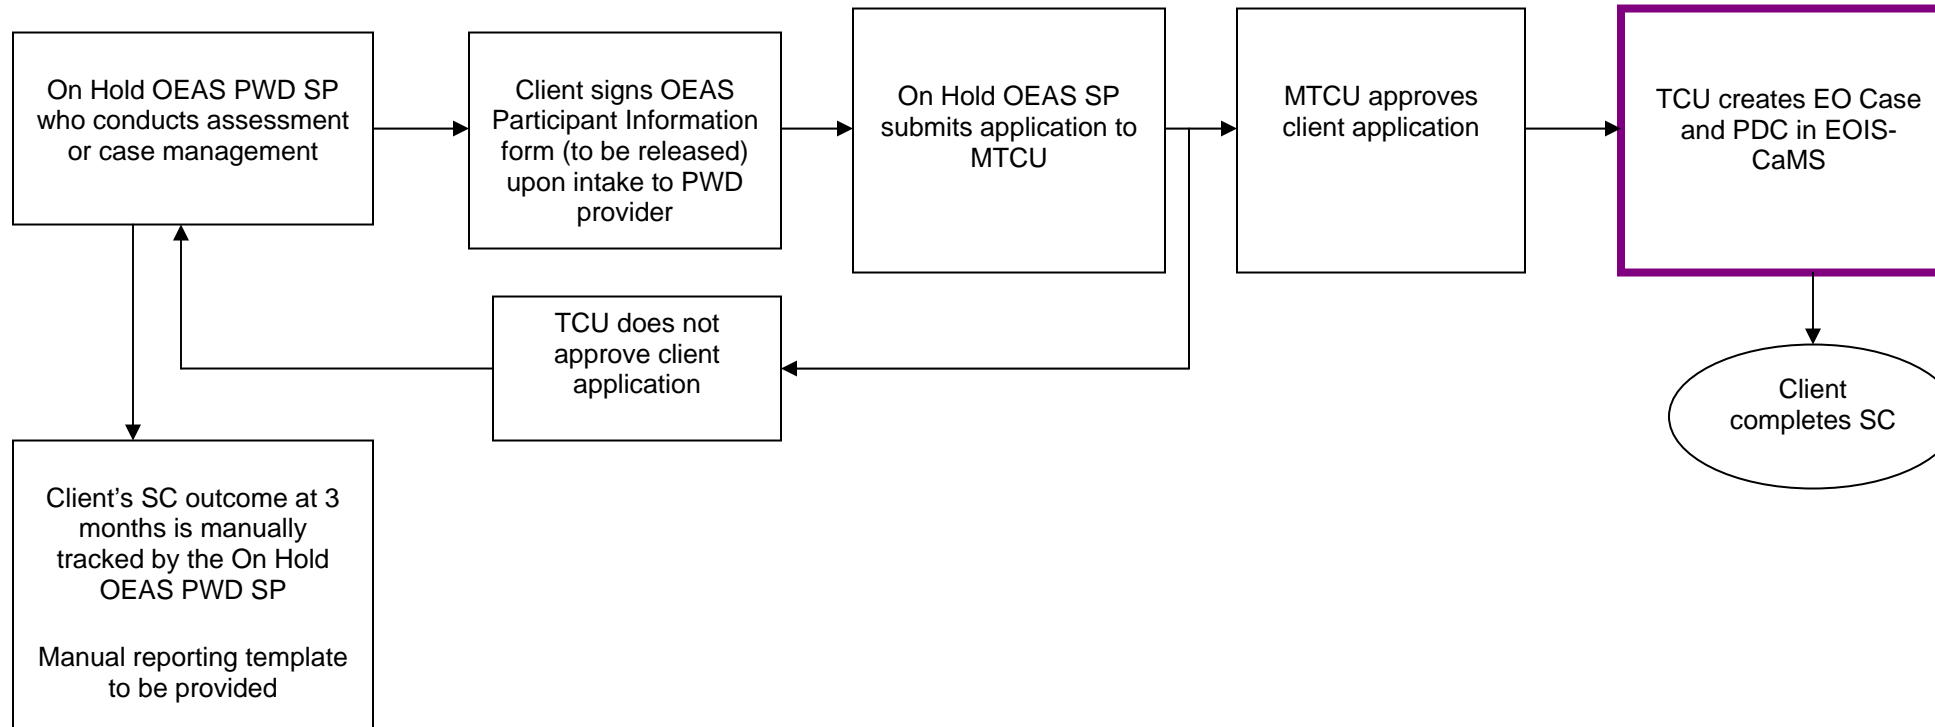 On Hold OEAS PWD SP
who conducts assessment
or case management
Client signs OEAS
Participant Information
form (to be released)
upon intake to PWD
provider
On Hold OEAS SP
submits application to
MTCU
MTCU approves
client application
TCU creates EO Case
and PDC in EOIS-
CaMS
TCU does not
approve client
application
Client
completes SC
Client’s SC outcome at 3
months is manually
tracked by the On Hold
OEAS PWD SP
Manual reporting template
to be provided